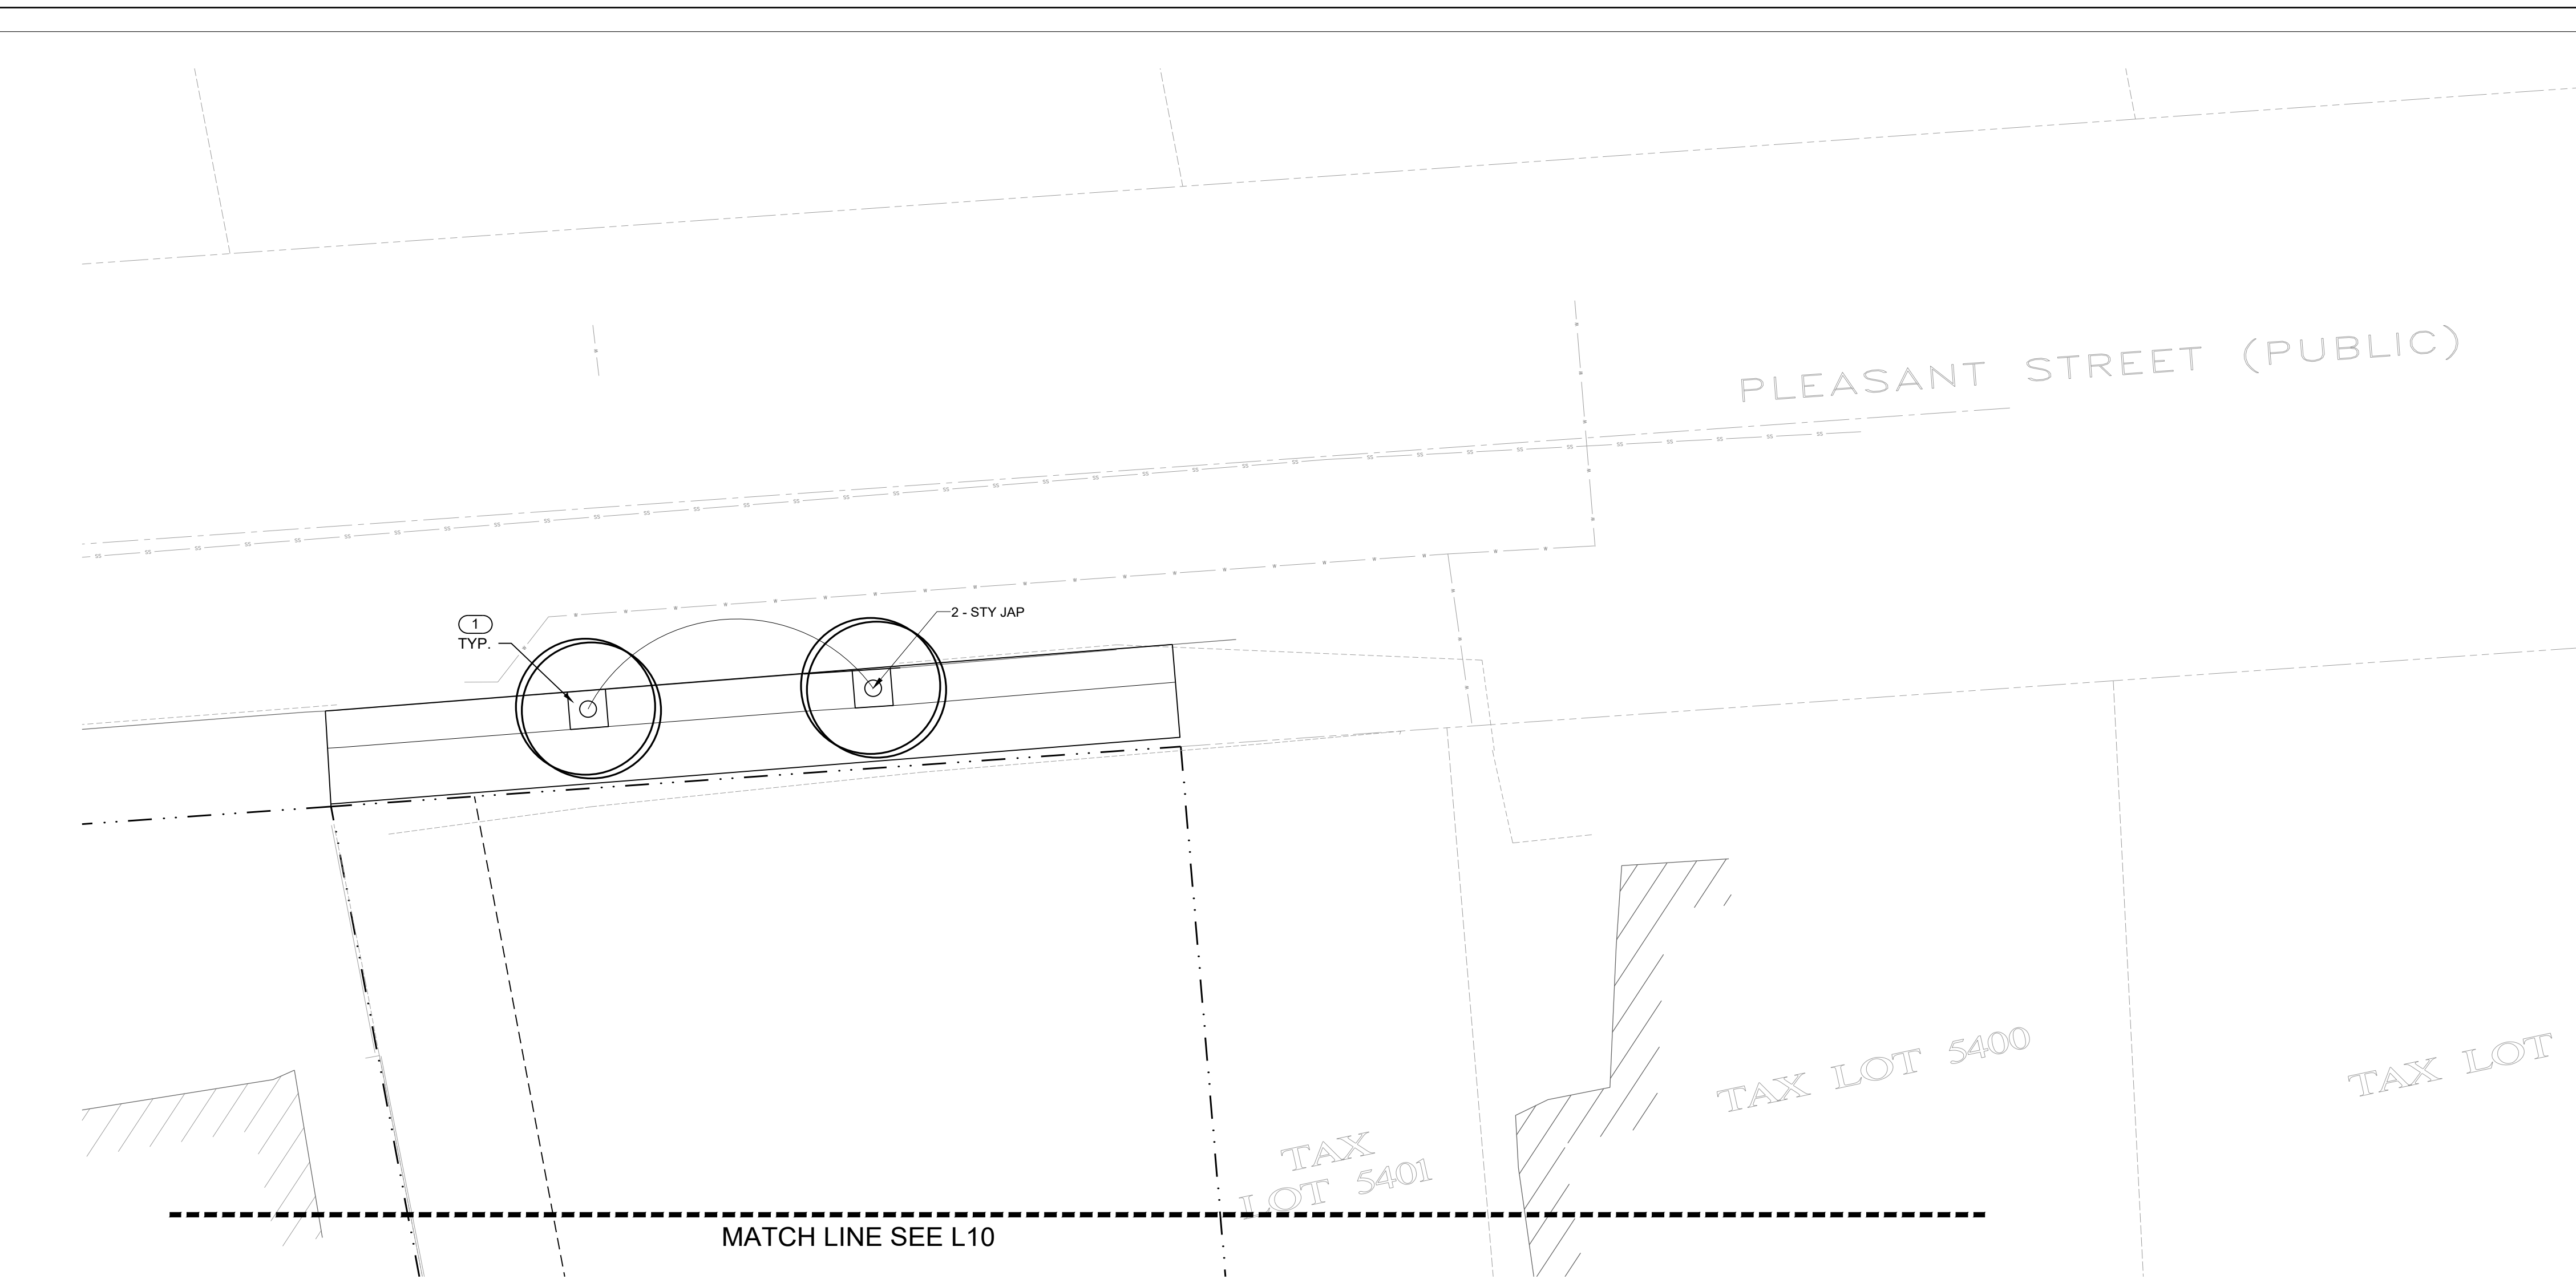 PLEASANT STREET (PUBLIC)
1
TYP.
2 - STY JAP
TAX LOT 5400
TAX LOT
TAX
LOT 5401
MATCH LINE SEE L10